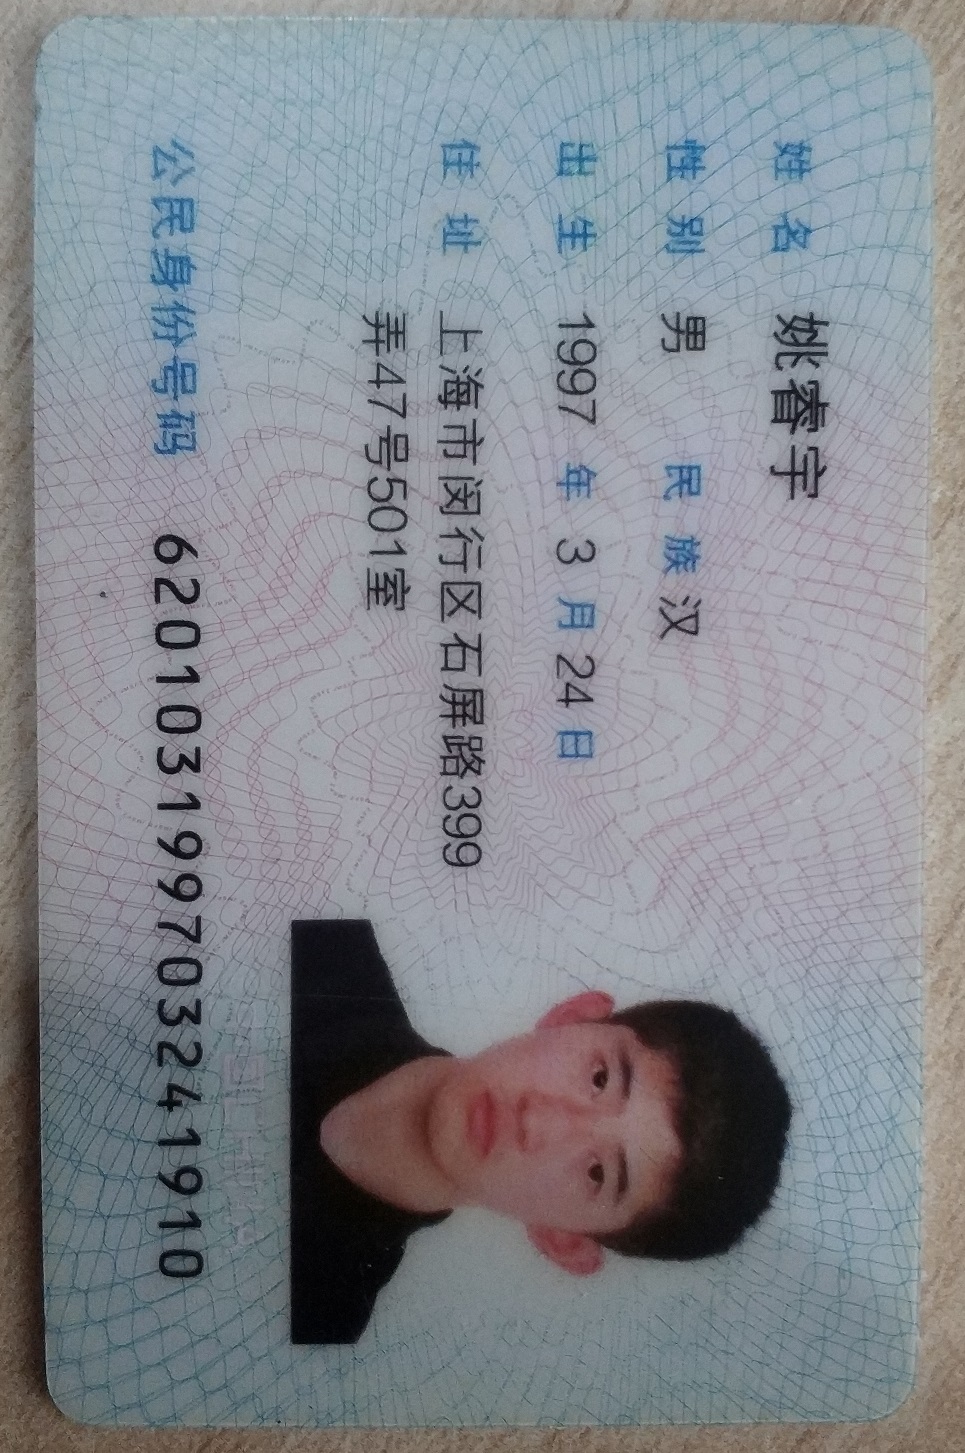 姓名 姚睿宇
性别 男 民族 汉
出生 1997 年 3 月 24 日
住址 上海市闵行区石屏路399
弄47号501室
公民身份号码 620103199703241910